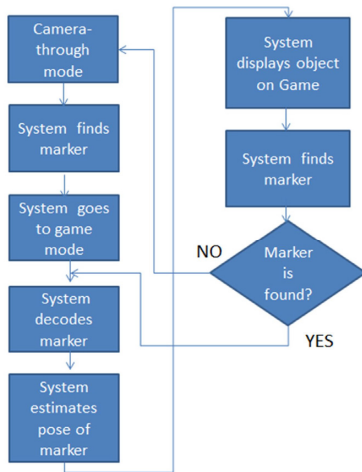 Camera-
through
mode
System finds
marker
System goes
to game
mode
System
decodes
marker
System
estimates
pose of
marker
System
displays object
on Game
System finds
marker
Marker
is
found?
NO
YES